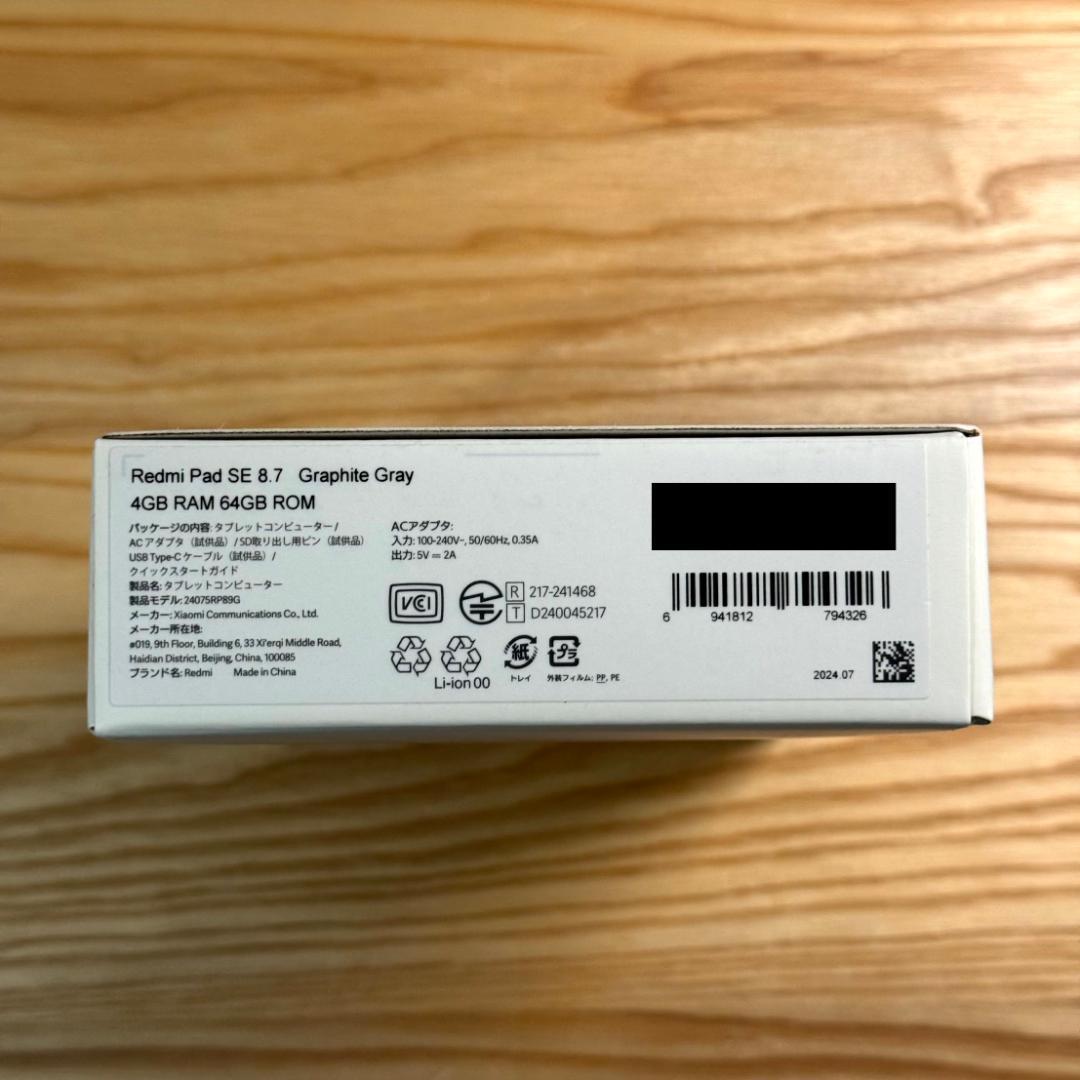 Redmi Pad SE 8.7 Graphite Gray
4GB RAM 64GB ROM
パッケージの内容: タブレットコンピューター /
ACアダプタ（試供品）/ SD取り出し用ピン（試供品）
USB Type-C ケーブル（試供品）/
クイックスタートガイド
製品名: タブレットコンピューター
製品モデル: 24075RP89G
メーカー: Xiaomi Communications Co., Ltd.
メーカー所在地:
#019, 9th Floor, Building 6, 33 Xi'erqi Middle Road,
Haidian District, Beijing, China, 100085
ブランド名: Redmi Made in China
ACアダプタ:
入力: 100-240V~, 50/60Hz, 0.35A
出力: 5V ⎓ 2A
VCCI
R 217-241468
T D240045217
Li-ion 00
紙
トレイ
プラ
外装フィルム: PP, PE
6 941812 794326
2024.07